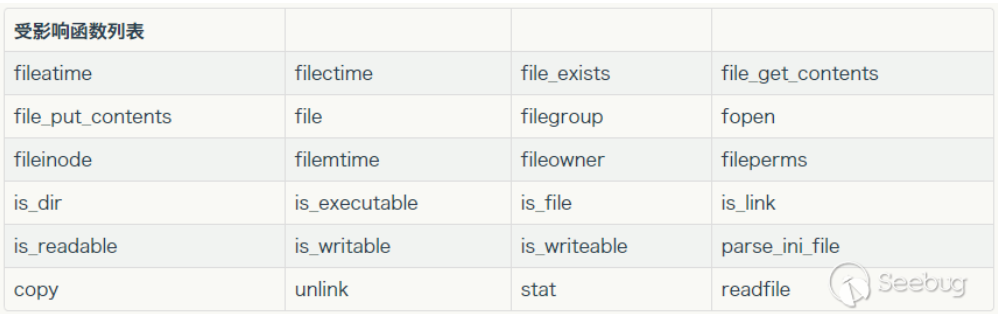 受影响函数列表
fileatime filectime file_exists file_get_contents
file_put_contents file filegroup fopen
fileinode filemtime fileowner fileperms
is_dir is_executable is_file is_link
is_readable is_writable is_writeable parse_ini_file
copy unlink stat readfile
Seebug